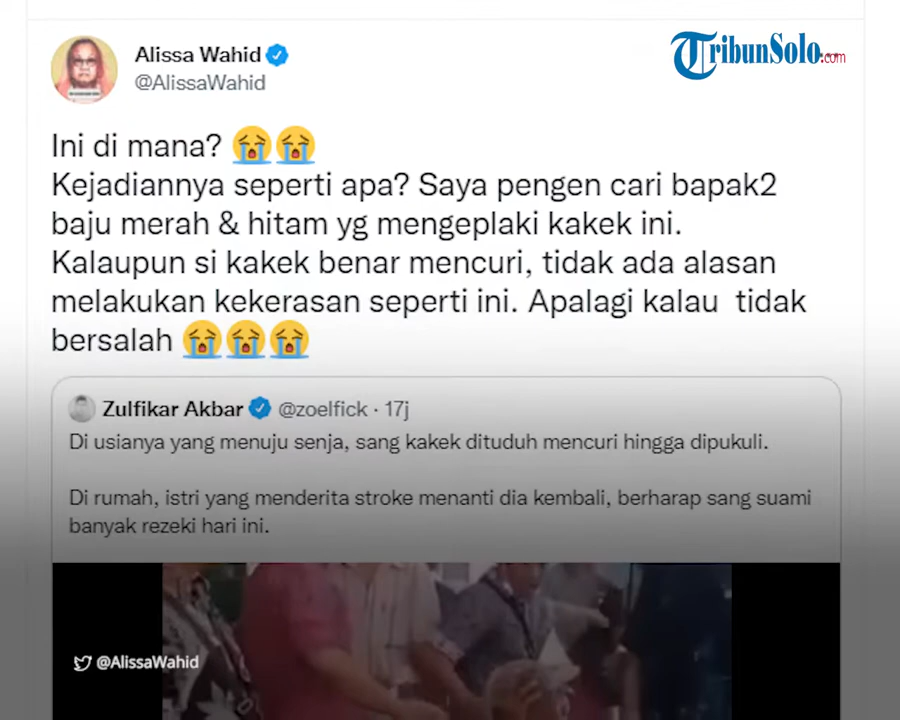 Alissa Wahid
@AlissaWahid
TribunSolo.com
Ini di mana? 😭😭
Kejadiannya seperti apa? Saya pengen cari bapak2
baju merah & hitam yg mengeplaki kakek ini.
Kalaupun si kakek benar mencuri, tidak ada alasan
melakukan kekerasan seperti ini. Apalagi kalau tidak
bersalah 😭😭😭
Zulfikar Akbar @zoelfick · 17j
Di usianya yang menuju senja, sang kakek dituduh mencuri hingga dipukuli.
Di rumah, istri yang menderita stroke menanti dia kembali, berharap sang suami
banyak rezeki hari ini.
@AlissaWahid